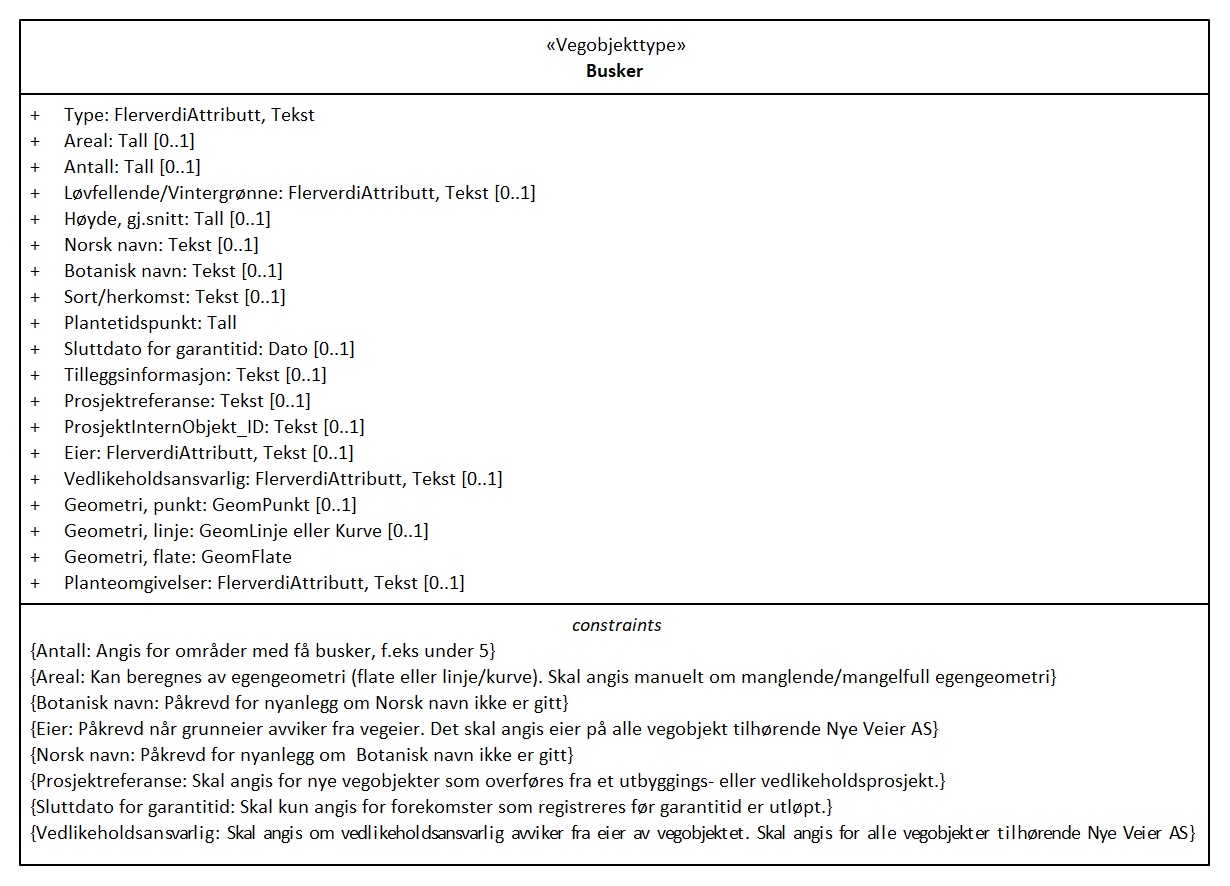 «Vegobjekttype»
Busker
+ Type: FlerverdiAttributt, Tekst
+ Areal: Tall [0..1]
+ Antall: Tall [0..1]
+ Løvfellende/Vintergrønne: FlerverdiAttributt, Tekst [0..1]
+ Høyde, gj.snitt: Tall [0..1]
+ Norsk navn: Tekst [0..1]
+ Botanisk navn: Tekst [0..1]
+ Sort/herkomst: Tekst [0..1]
+ Plantetidspunkt: Tall
+ Sluttdato for garantitid: Dato [0..1]
+ Tilleggsinformasjon: Tekst [0..1]
+ Prosjektreferanse: Tekst [0..1]
+ ProsjektInternObjekt_ID: Tekst [0..1]
+ Eier: FlerverdiAttributt, Tekst [0..1]
+ Vedlikeholdsansvarlig: FlerverdiAttributt, Tekst [0..1]
+ Geometri, punkt: GeomPunkt [0..1]
+ Geometri, linje: GeomLinje eller Kurve [0..1]
+ Geometri, flate: GeomFlate
+ Planteomgivelser: FlerverdiAttributt, Tekst [0..1]
constraints
{Antall: Angis for områder med få busker, f.eks under 5}
{Areal: Kan beregnes av egengeometri (flate eller linje/kurve). Skal angis manuelt om manglende/mangelfull egengeometri}
{Botanisk navn: Påkrevd for nyanlegg om Norsk navn ikke er gitt}
{Eier: Påkrevd når grunneier avviker fra vegeier. Det skal angis eier på alle vegobjekt tilhørende Nye Veier AS}
{Norsk navn: Påkrevd for nyanlegg om  Botanisk navn ikke er gitt}
{Prosjektreferanse: Skal angis for nye vegobjekter som overføres fra et utbyggings- eller vedlikeholdsprosjekt.}
{Sluttdato for garantitid: Skal kun angis for forekomster som registreres før garantitid er utløpt.}
{Vedlikeholdsansvarlig: Skal angis om vedlikeholdsansvarlig avviker fra eier av vegobjektet. Skal angis for alle vegobjekter tilhørende Nye Veier AS}